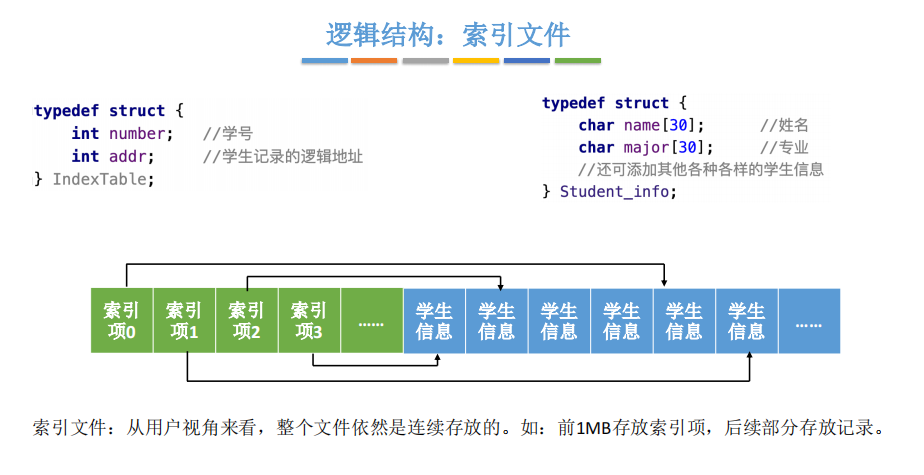 逻辑结构：索引文件
typedef struct {
int number; //学号
int addr; //学生记录的逻辑地址
} IndexTable;
typedef struct {
char name[30]; //姓名
char major[30]; //专业
//还可添加其他各种各样的学生信息
} Student_info;
索引
项0
索引
项1
索引
项2
索引
项3
……
学生
信息
学生
信息
学生
信息
学生
信息
学生
信息
学生
信息
……
索引文件：从用户视角来看，整个文件依然是连续存放的。如：前1MB存放索引项，后续部分存放记录。